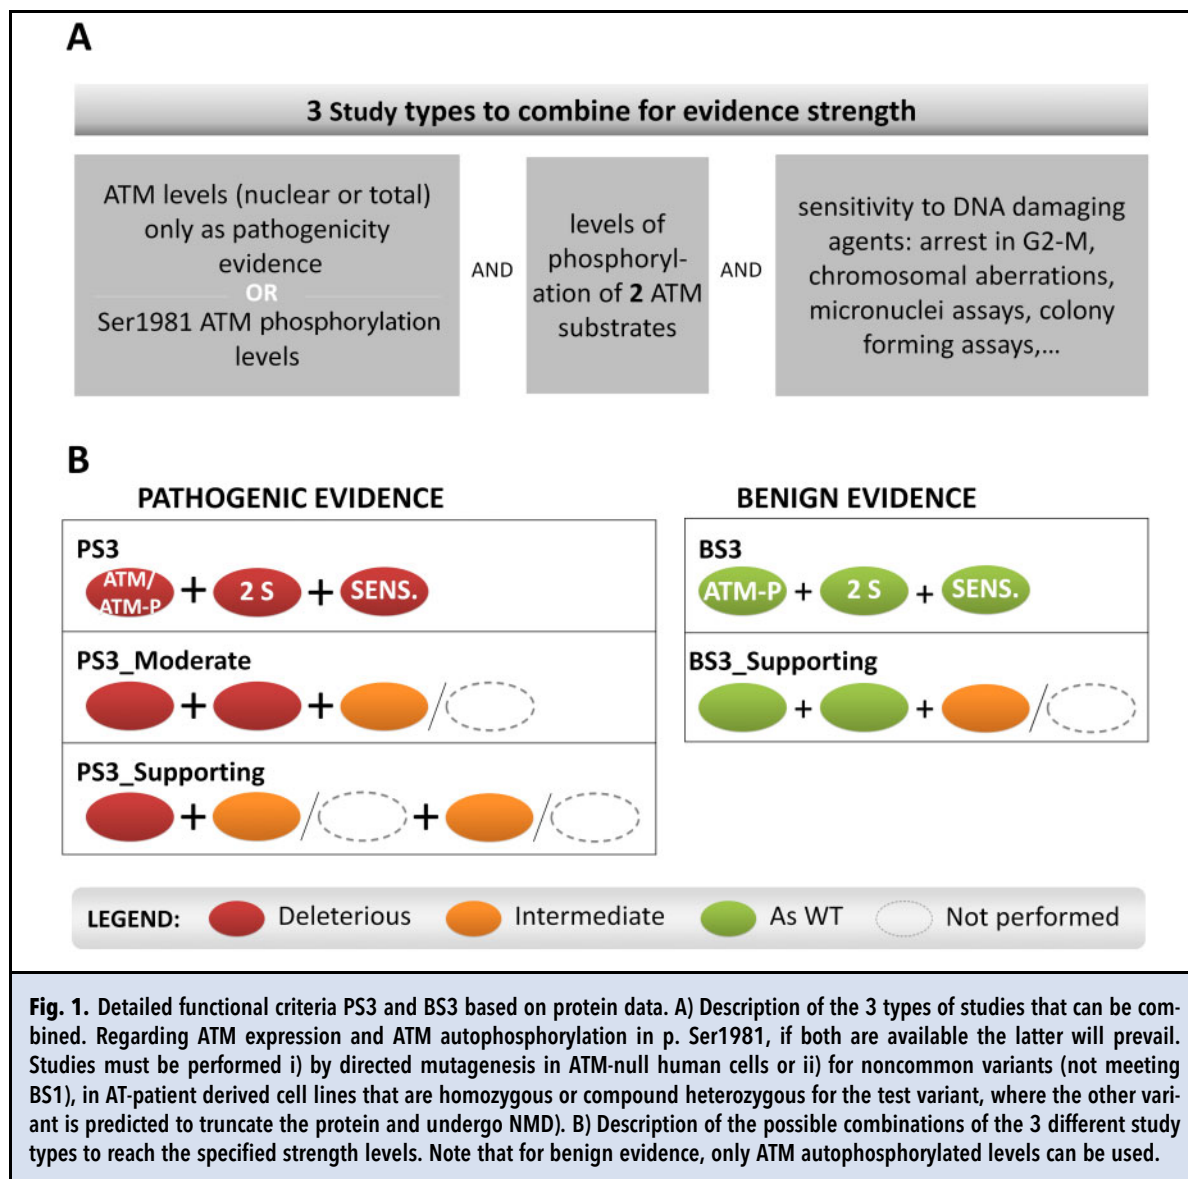 A
3 Study types to combine for evidence strength
ATM levels (nuclear or total)
only as pathogenicity
evidence
OR
Ser1981 ATM phosphorylation
levels
AND
levels of
phosphoryl-
ation of 2 ATM
substrates
AND
sensitivity to DNA damaging
agents: arrest in G2-M,
chromosomal aberrations,
micronuclei assays, colony
forming assays,...
B
PATHOGENIC EVIDENCE
PS3
ATM/
ATM-P
+
2 S
+
SENS.
PS3_Moderate
+ + /
PS3_Supporting
+ / + /
BENIGN EVIDENCE
BS3
ATM-P + 2 S + SENS.
BS3_Supporting
+ + /
LEGEND: Deleterious Intermediate As WT Not performed
Fig. 1. Detailed functional criteria PS3 and BS3 based on protein data. A) Description of the 3 types of studies that can be com-
bined. Regarding ATM expression and ATM autophosphorylation in p. Ser1981, if both are available the latter will prevail.
Studies must be performed i) by directed mutagenesis in ATM-null human cells or ii) for noncommon variants (not meeting
BS1), in AT-patient derived cell lines that are homozygous or compound heterozygous for the test variant, where the other vari-
ant is predicted to truncate the protein and undergo NMD). B) Description of the possible combinations of the 3 different study
types to reach the specified strength levels. Note that for benign evidence, only ATM autophosphorylated levels can be used.